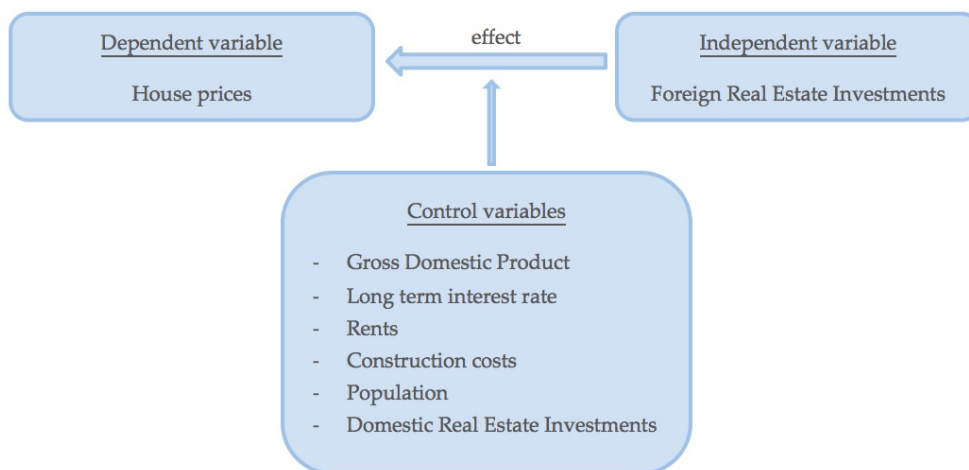 Dependent variable
House prices
effect
Independent variable
Foreign Real Estate Investments
Control variables
- Gross Domestic Product
- Long term interest rate
- Rents
- Construction costs
- Population
- Domestic Real Estate Investments